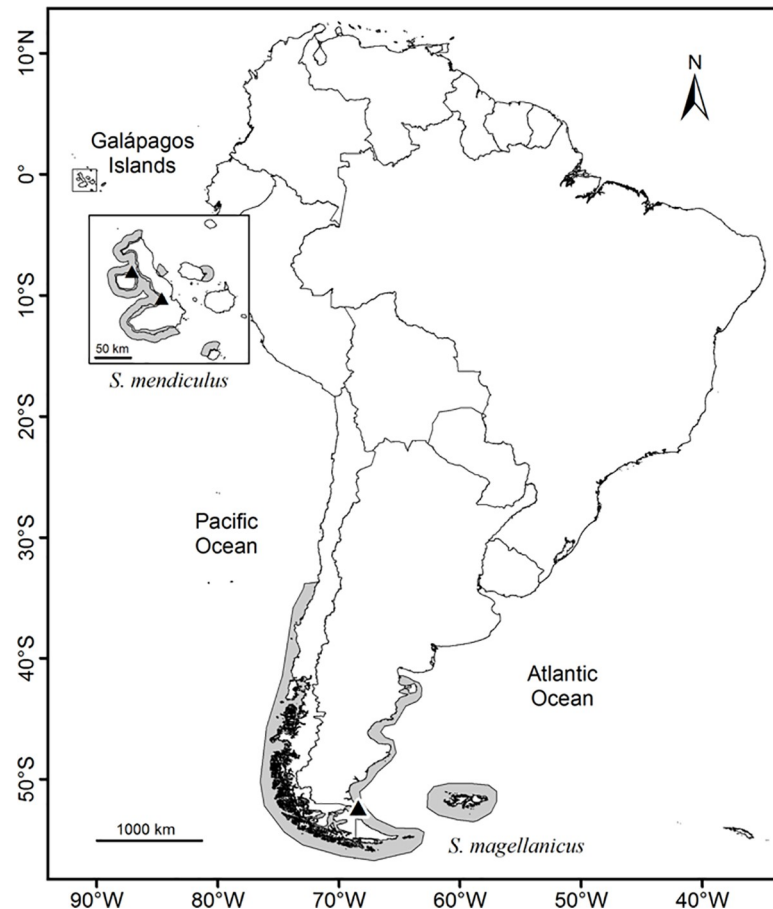 10°N
0°
10°S
20°S
30°S
40°S
50°S
N
Galápagos
Islands
50 km
S. mendiculus
Pacific
Ocean
Atlantic
Ocean
1000 km
S. magellanicus
90°W
80°W
70°W
60°W
50°W
40°W